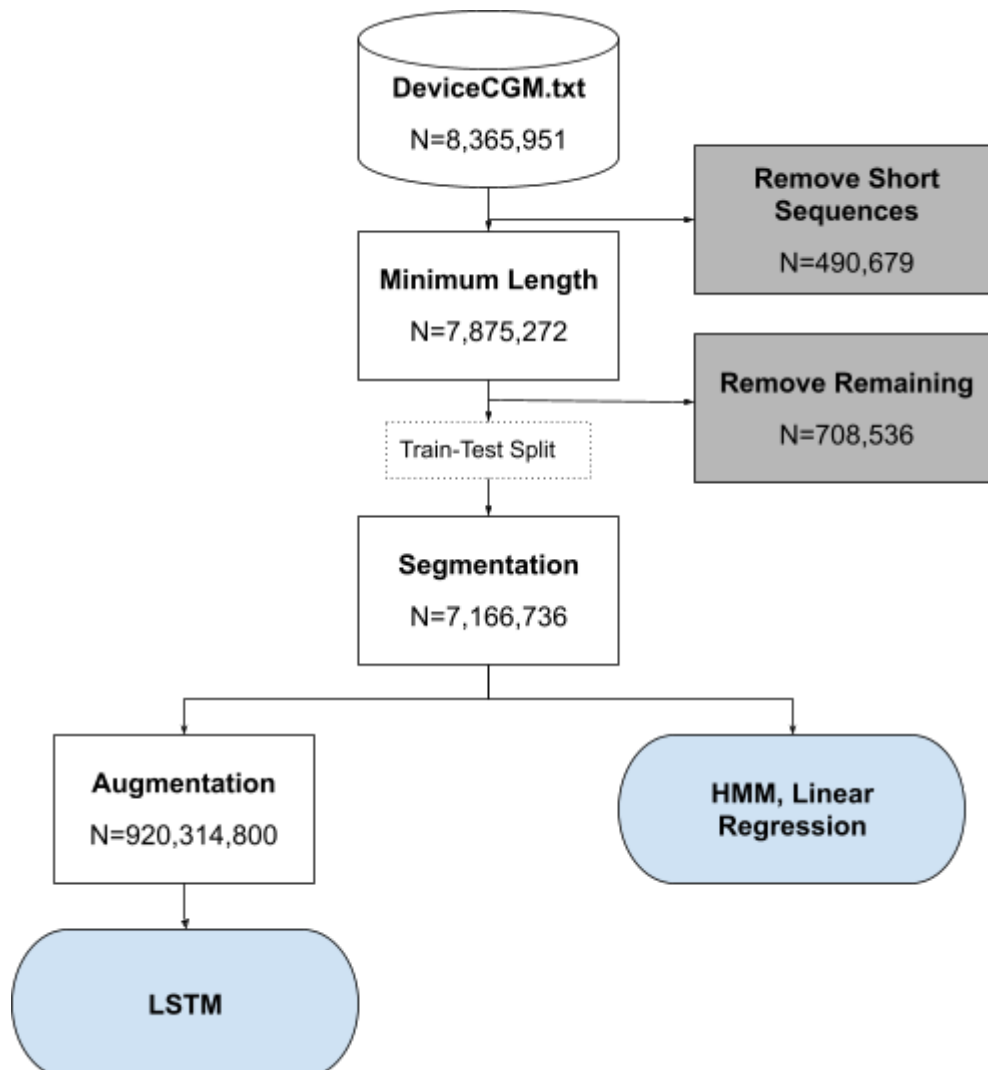 DeviceCGM.txt
N=8,365,951
Remove Short
Sequences
N=490,679
Minimum Length
N=7,875,272
Remove Remaining
N=708,536
Train-Test Split
Segmentation
N=7,166,736
Augmentation
N=920,314,800
HMM, Linear
Regression
LSTM